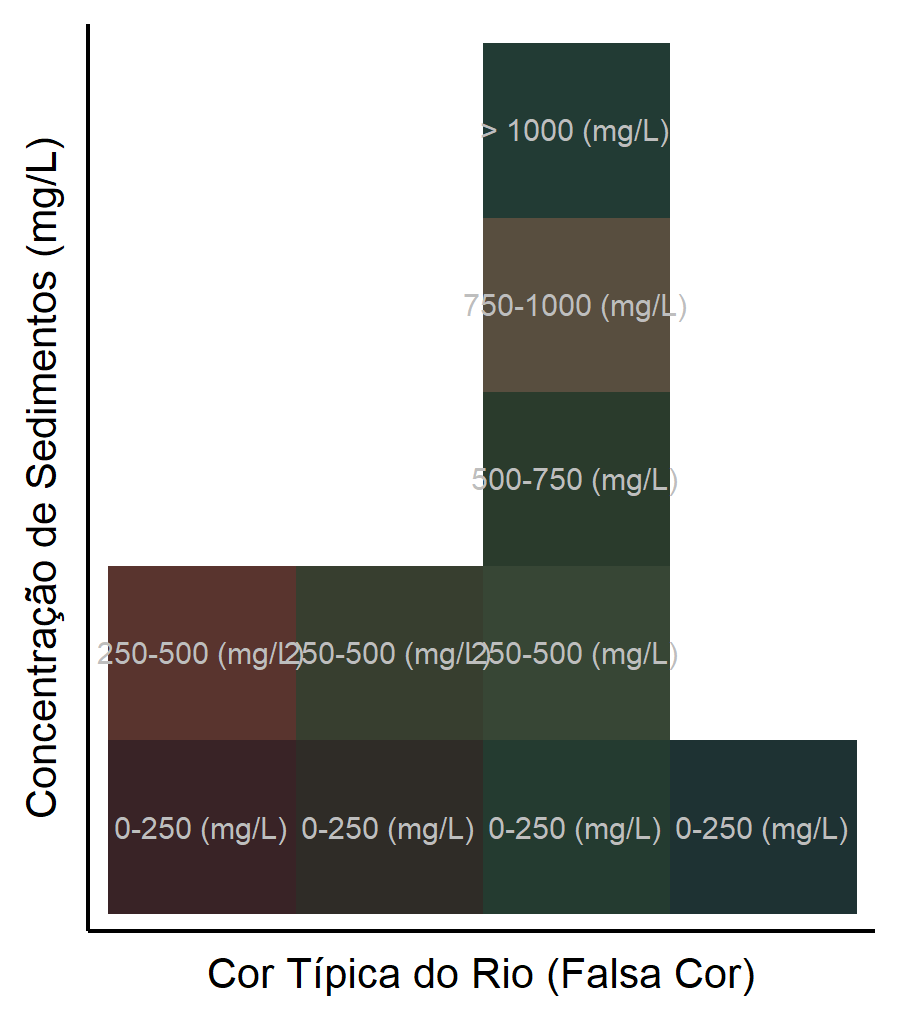 > 1000 (mg/L)
750-1000 (mg/L)
500-750 (mg/L)
250-500 (mg/L) 250-500 (mg/L) 250-500 (mg/L)
0-250 (mg/L) 0-250 (mg/L) 0-250 (mg/L) 0-250 (mg/L)
Concentração de Sedimentos (mg/L)
Cor Típica do Rio (Falsa Cor)